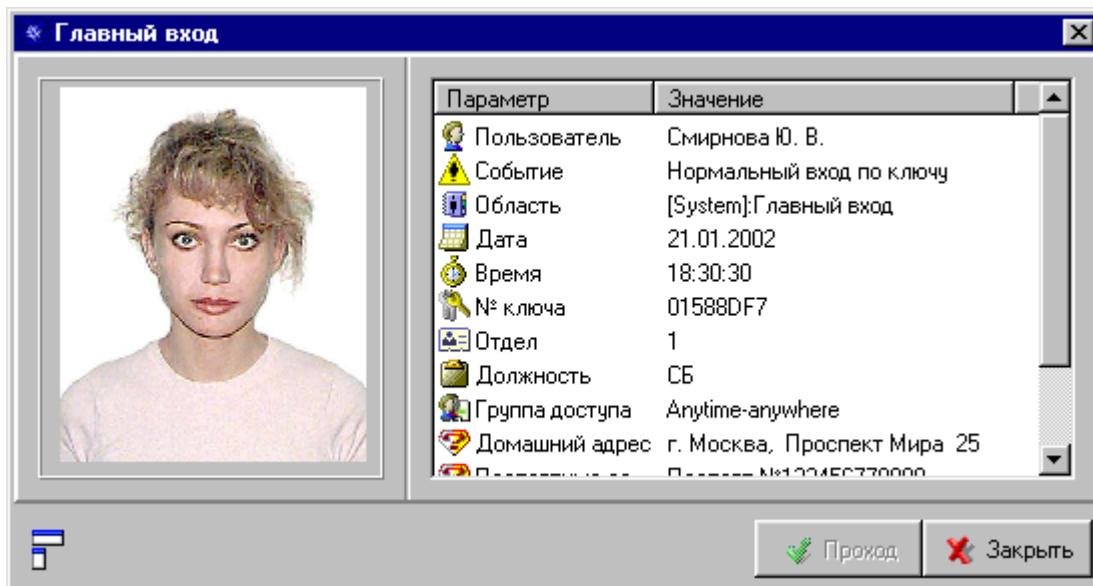 Главный вход
Параметр Значение
Пользователь Смирнова Ю. В.
Событие Нормальный вход по ключу
Область [System]:Главный вход
Дата 21.01.2002
Время 18:30:30
№ ключа 01588DF7
Отдел 1
Должность СБ
Группа доступа Anytime-anywhere
Домашний адрес г. Москва, Проспект Мира 25
Проход Закрыть